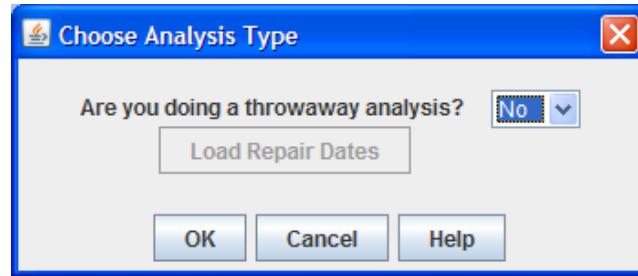 Choose Analysis Type
Are you doing a throwaway analysis? No
Load Repair Dates
OK Cancel Help